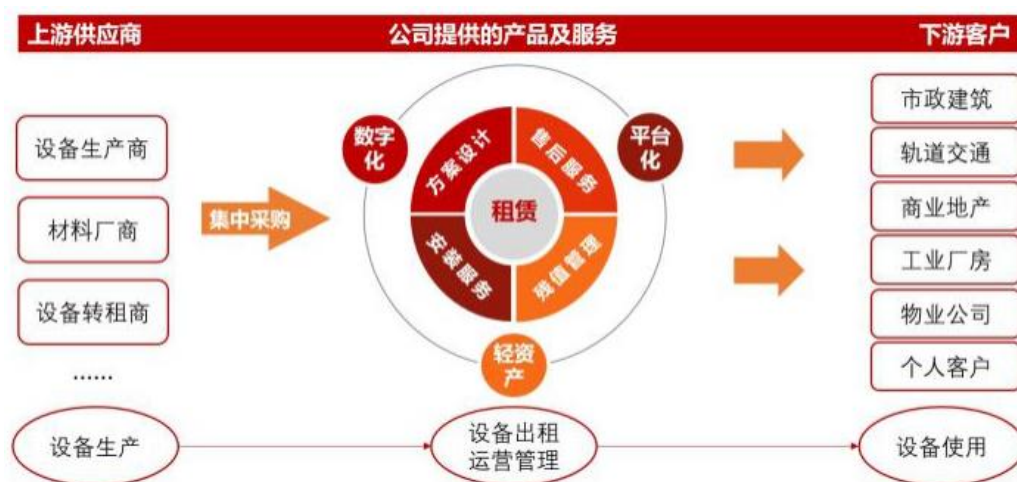 上游供应商
公司提供的产品及服务
下游客户
设备生产商
材料厂商
设备转租商
......
集中采购
数字
化
平台
化
轻资
产
方案设计
售后服务
安装服务
残值管理
租赁
市政建筑
轨道交通
商业地产
工业厂房
物业公司
个人客户
设备生产
设备出租
运营管理
设备使用